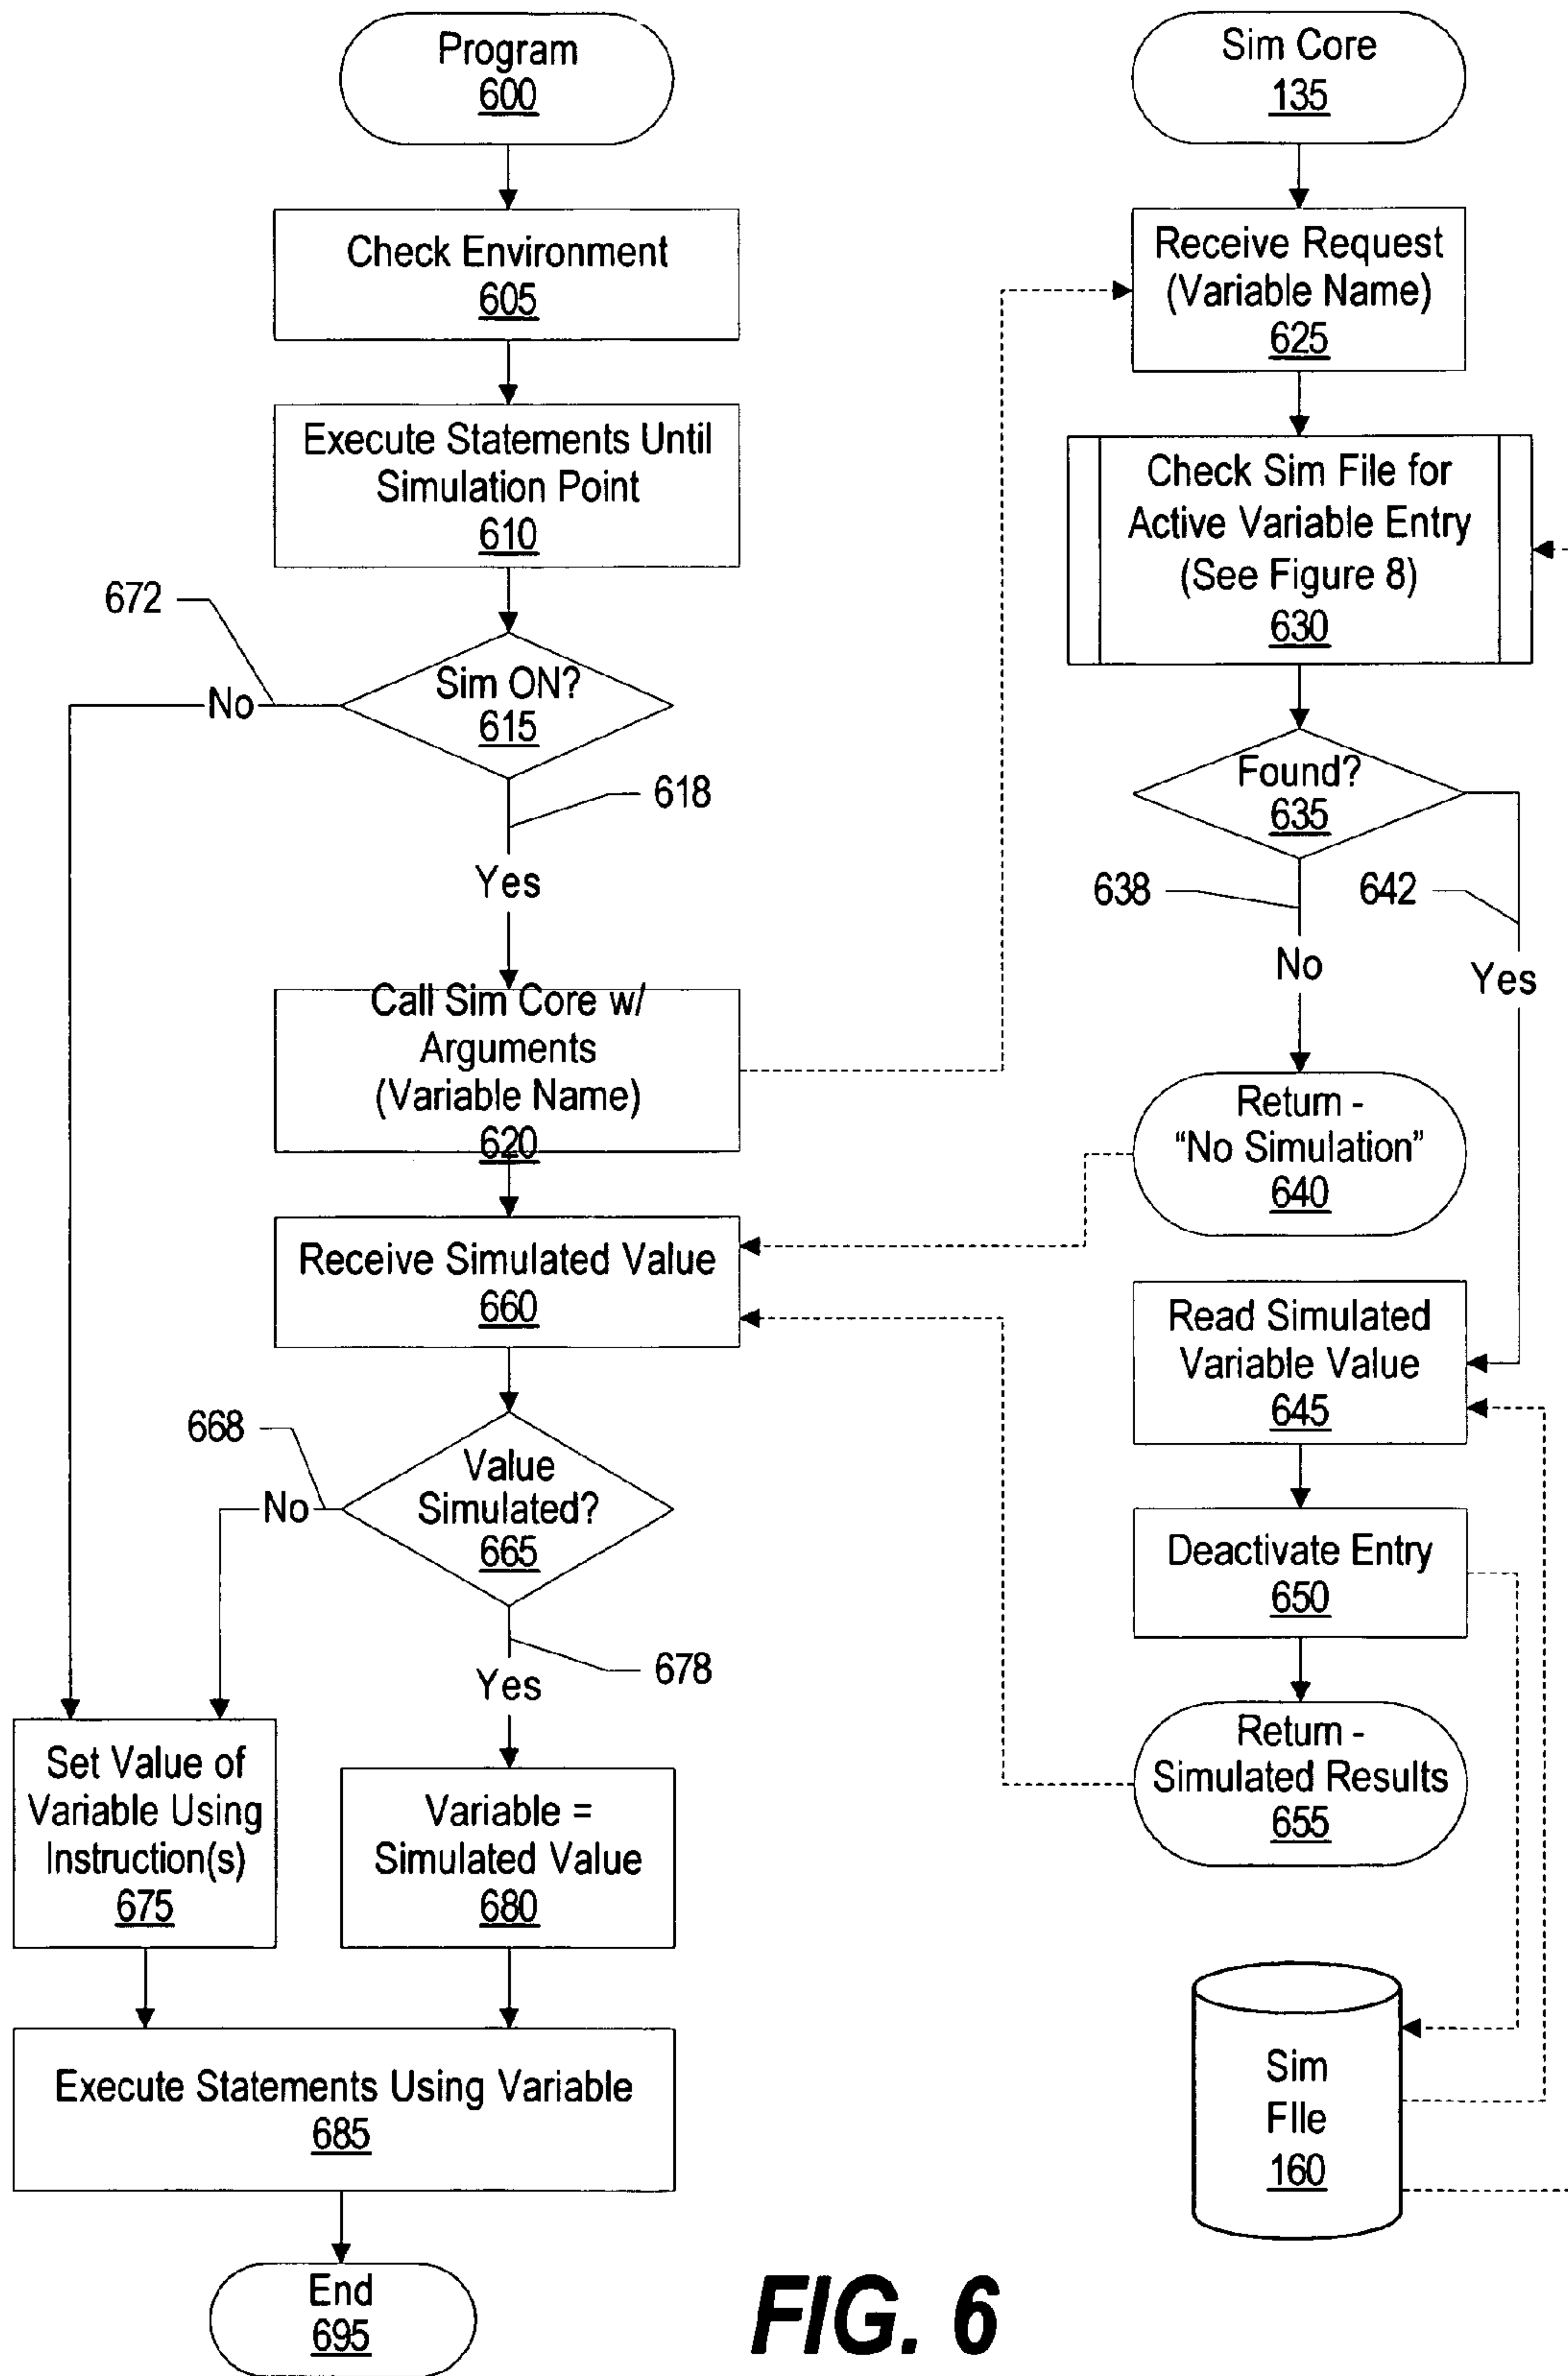 Program
600
Check Environment
605
Execute Statements Until
Simulation Point
610
672
No
Sim ON?
615
618
Yes
Call Sim Core w/
Arguments
(Variable Name)
620
Receive Simulated Value
660
668
No
Value
Simulated?
665
678
Yes
Set Value of
Variable Using
Instruction(s)
675
Variable =
Simulated Value
680
Execute Statements Using Variable
685
End
695
Sim Core
135
Receive Request
(Variable Name)
625
Check Sim File for
Active Variable Entry
(See Figure 8)
630
Found?
635
638
642
No
Yes
Return -
“No Simulation”
640
Read Simulated
Variable Value
645
Deactivate Entry
650
Return -
Simulated Results
655
Sim
FIle
160
FIG. 6